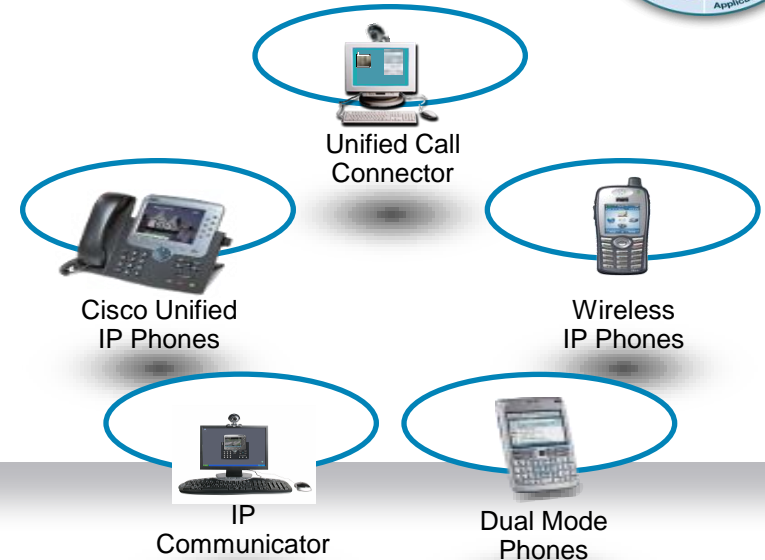 Unified Call
Connector
Cisco Unified
IP Phones
Wireless
IP Phones
IP
Communicator
Dual Mode
Phones